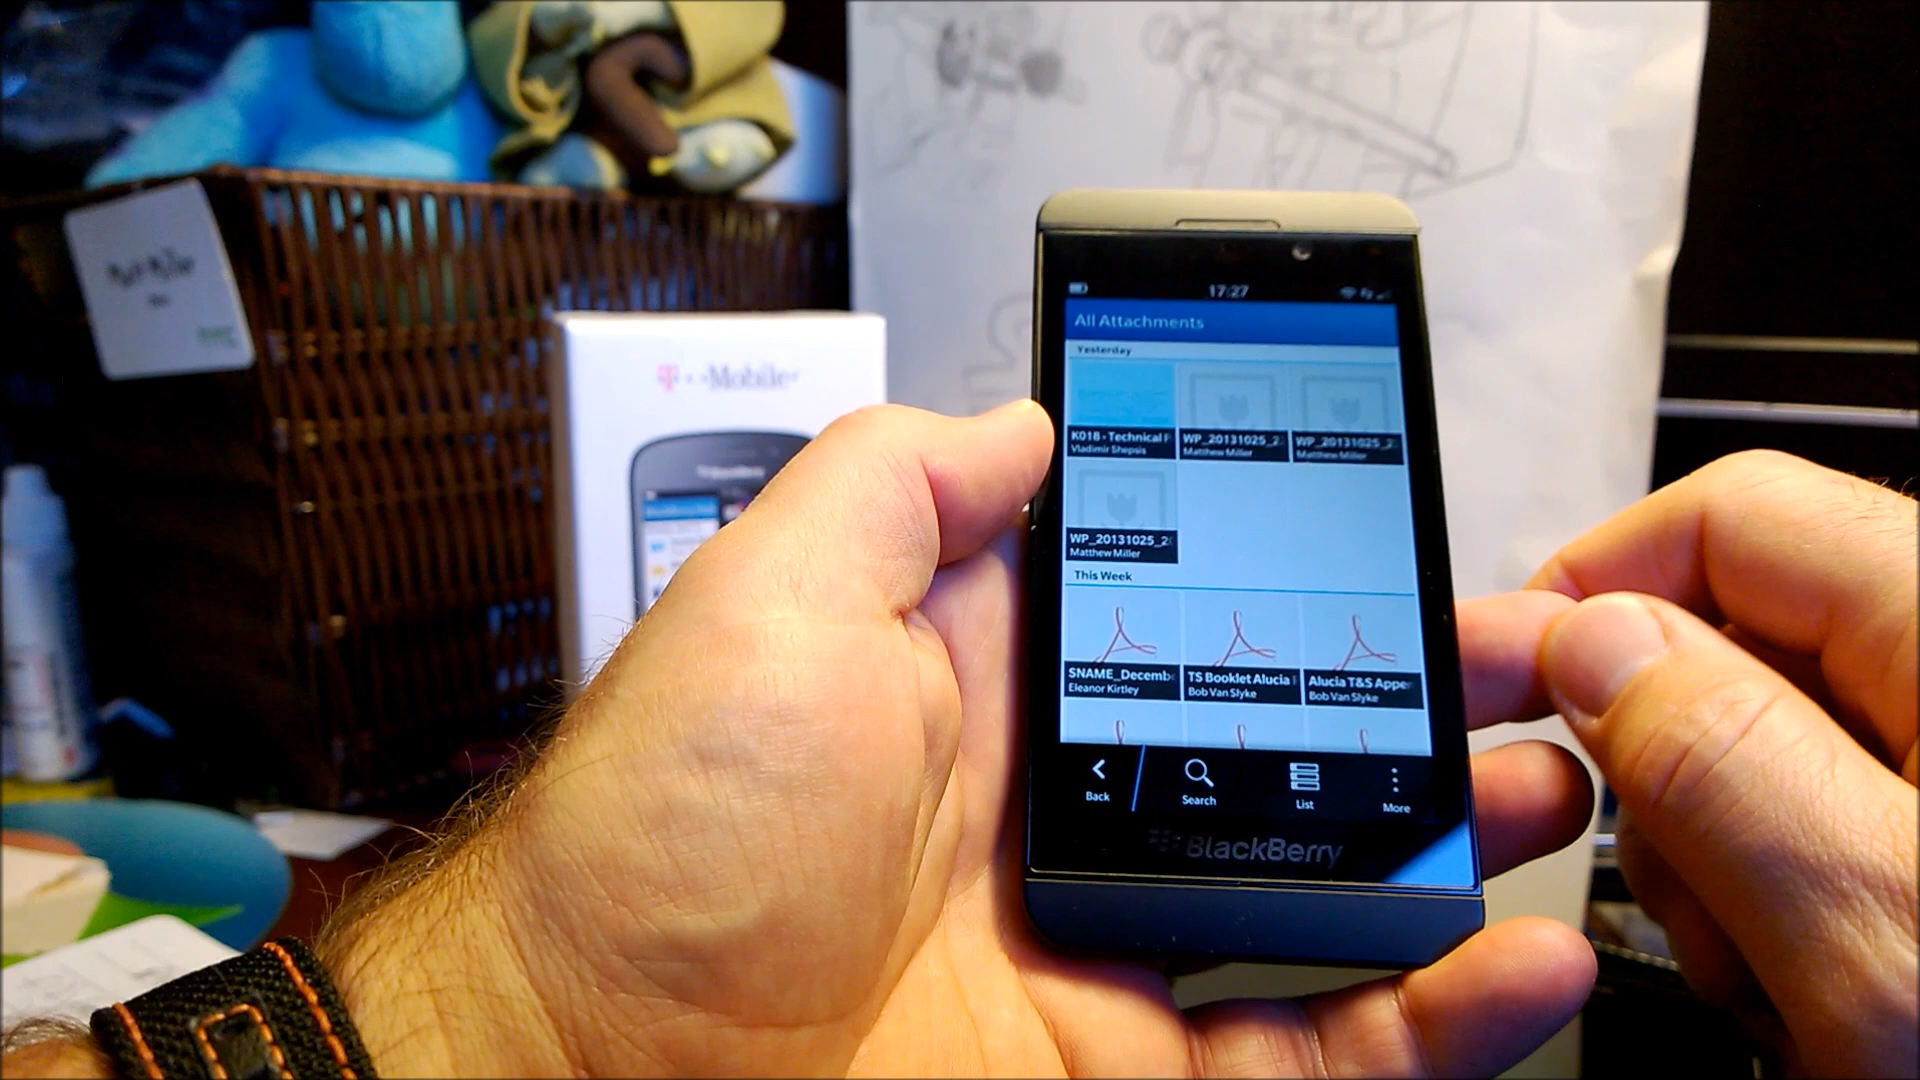 T··Mobile
17:27
All Attachments
Yesterday
K018 - Technical
Vladimir Shepsis
WP_20131025_2
Matthew Miller
WP_20131025_2
Matthew Miller
WP_20131025_2
Matthew Miller
This Week
SNAME_Decemb
Eleanor Kirtley
TS Booklet Alucia
Bob Van Slyke
Alucia T&S Appe
Bob Van Slyke
Back
Search
List
More
BlackBerry